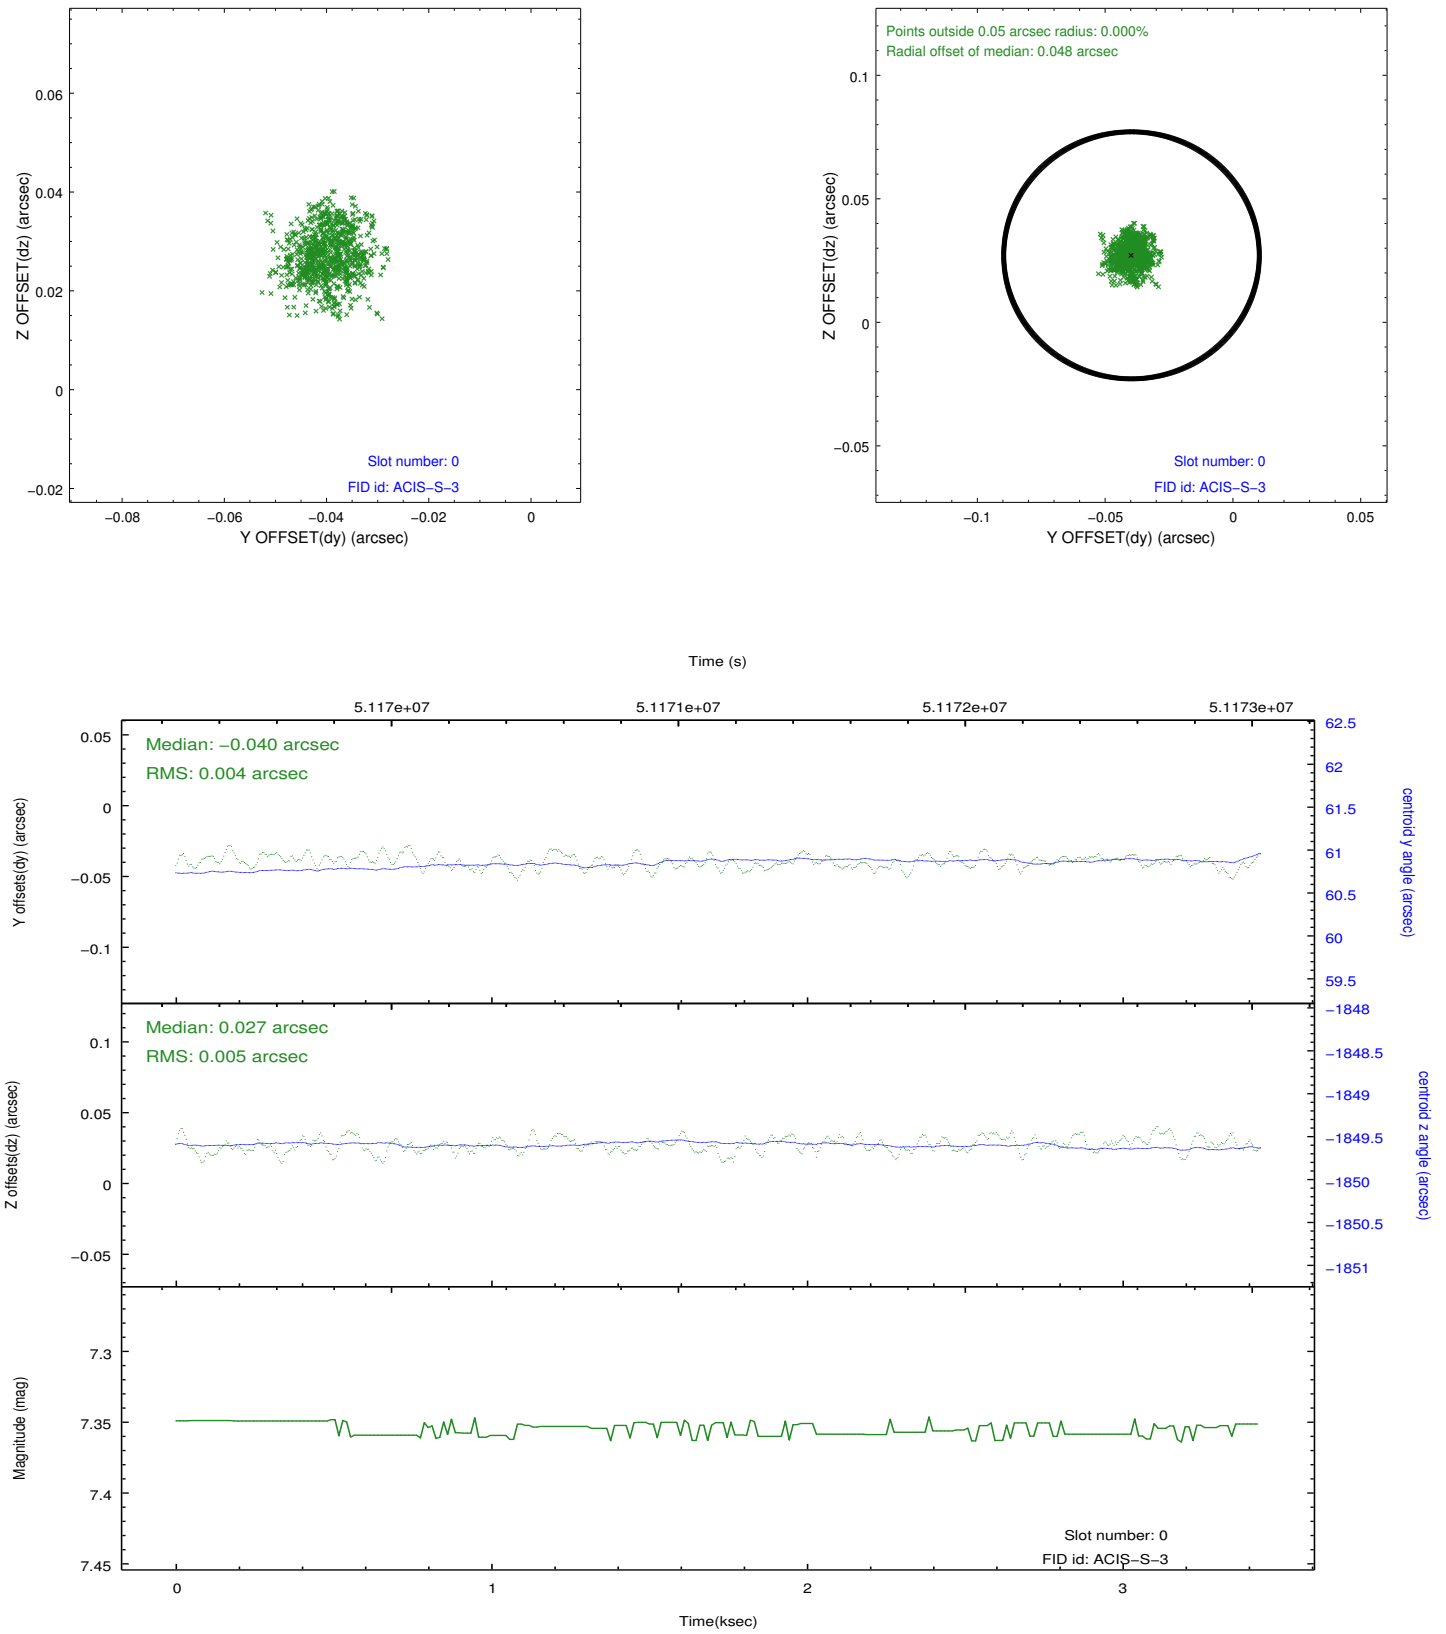 0.06
0.04
0.02
0
−0.02
Z OFFSET(dz) (arcsec)
Slot number: 0
FID id: ACIS−S−3
−0.08 −0.06 −0.04 −0.02 0
Y OFFSET(dy) (arcsec)
Points outside 0.05 arcsec radius: 0.000%
Radial offset of median: 0.048 arcsec
0.1
0.05
0
−0.05
Z OFFSET(dz) (arcsec)
Slot number: 0
FID id: ACIS−S−3
−0.1 −0.05 0 0.05
Y OFFSET(dy) (arcsec)
Time (s)
5.117e+07 5.1171e+07 5.1172e+07 5.1173e+07
Median: −0.040 arcsec
RMS: 0.004 arcsec
0.05
0
−0.05
−0.1
Y offsets(dy) (arcsec)
62.5
62
61.5
61
60.5
60
59.5
centroid y angle (arcsec)
Median: 0.027 arcsec
RMS: 0.005 arcsec
0.1
0.05
0
−0.05
Z offsets(dz) (arcsec)
−1848
−1848.5
−1849
−1849.5
−1850
−1850.5
−1851
centroid z angle (arcsec)
7.3
7.35
7.4
7.45
Magnitude (mag)
Slot number: 0
FID id: ACIS−S−3
0 1 2 3
Time(ksec)